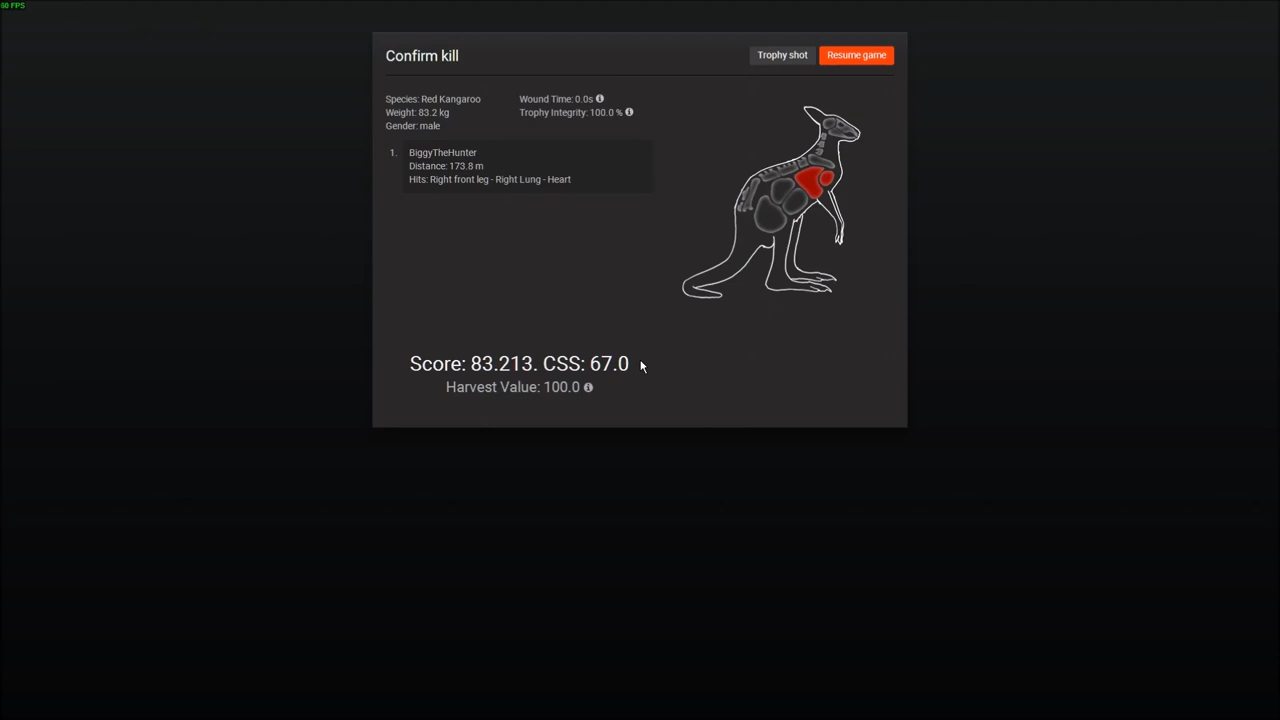 60 FPS
Confirm kill
Trophy shot
Resume game
Species: Red Kangaroo
Weight: 83.2 kg
Gender: male
Wound Time: 0.0s
Trophy Integrity: 100.0 %
1.
BiggyTheHunter
Distance: 173.8 m
Hits: Right front leg - Right Lung - Heart
Score: 83.213. CSS: 67.0
Harvest Value: 100.0